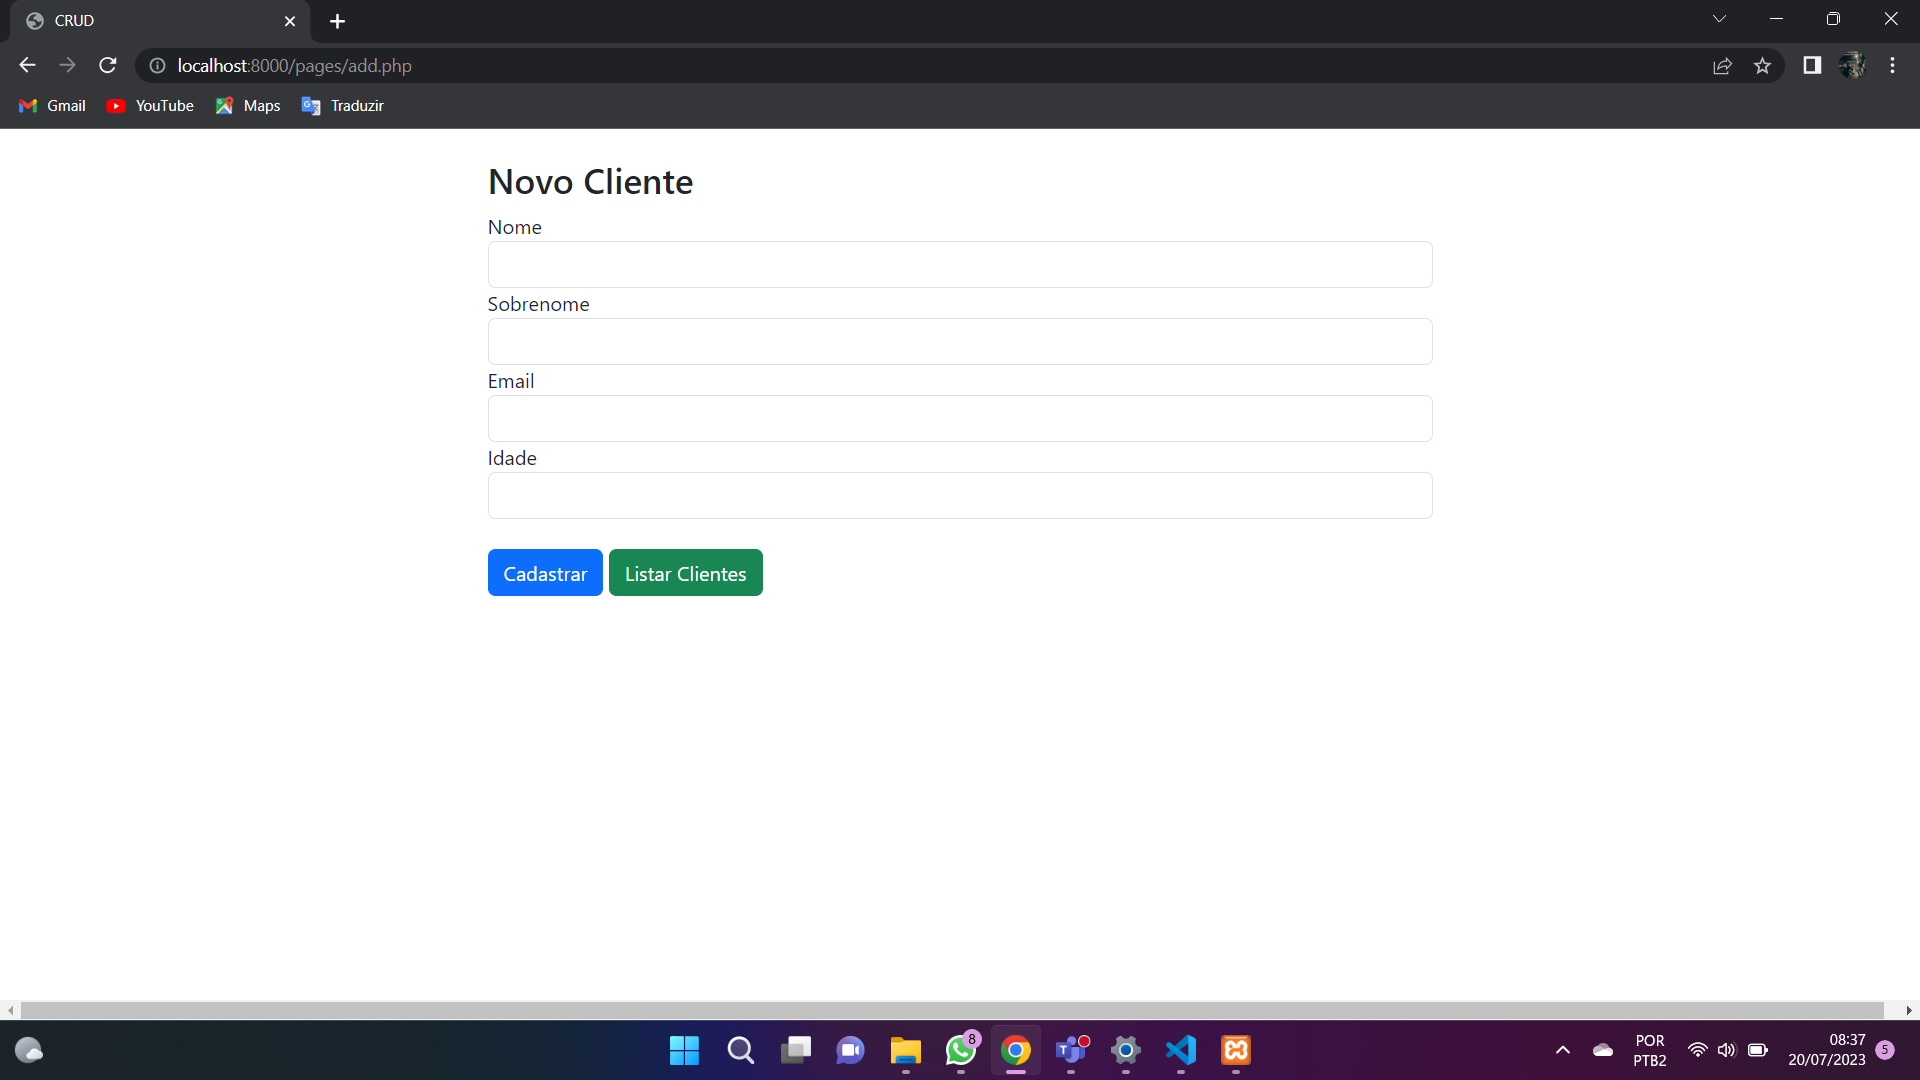 CRUD
localhost:8000/pages/add.php
Gmail YouTube Maps Traduzir
Novo Cliente
Nome
Sobrenome
Email
Idade
Cadastrar Listar Clientes
8
POR
PTB2
08:37
20/07/2023
5